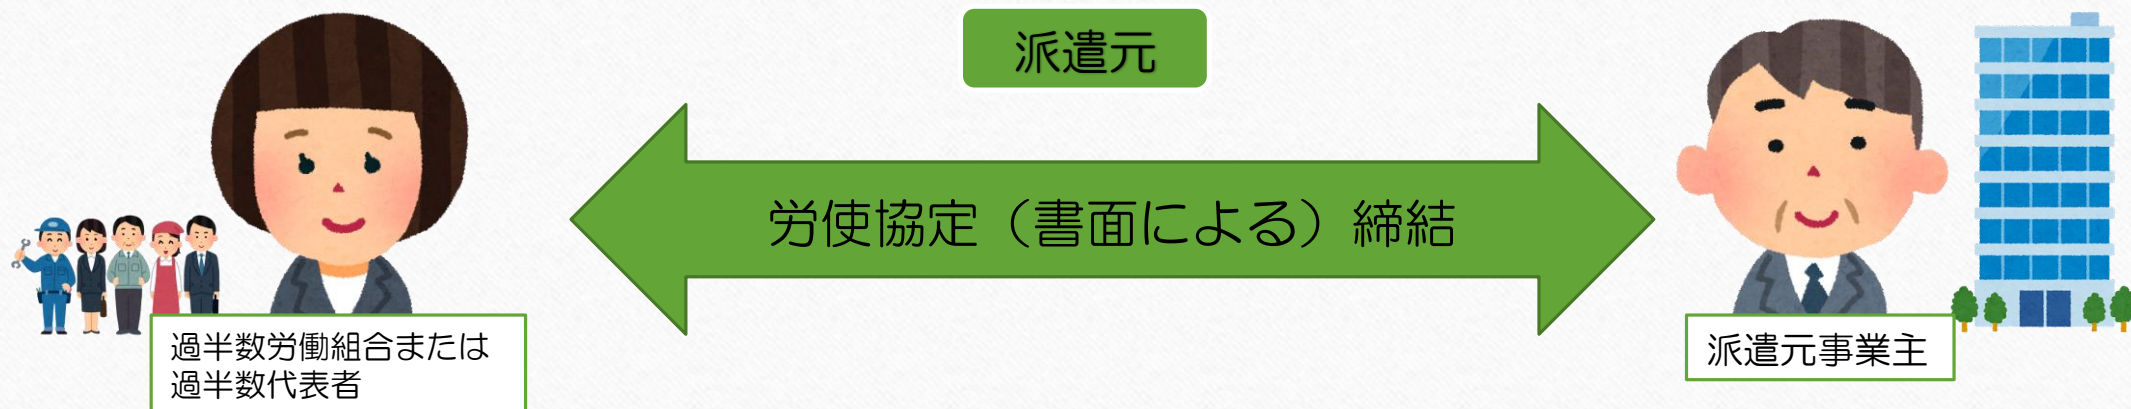 派遣元
労使協定（書面による）締結
過半数労働組合または
過半数代表者
派遣元事業主